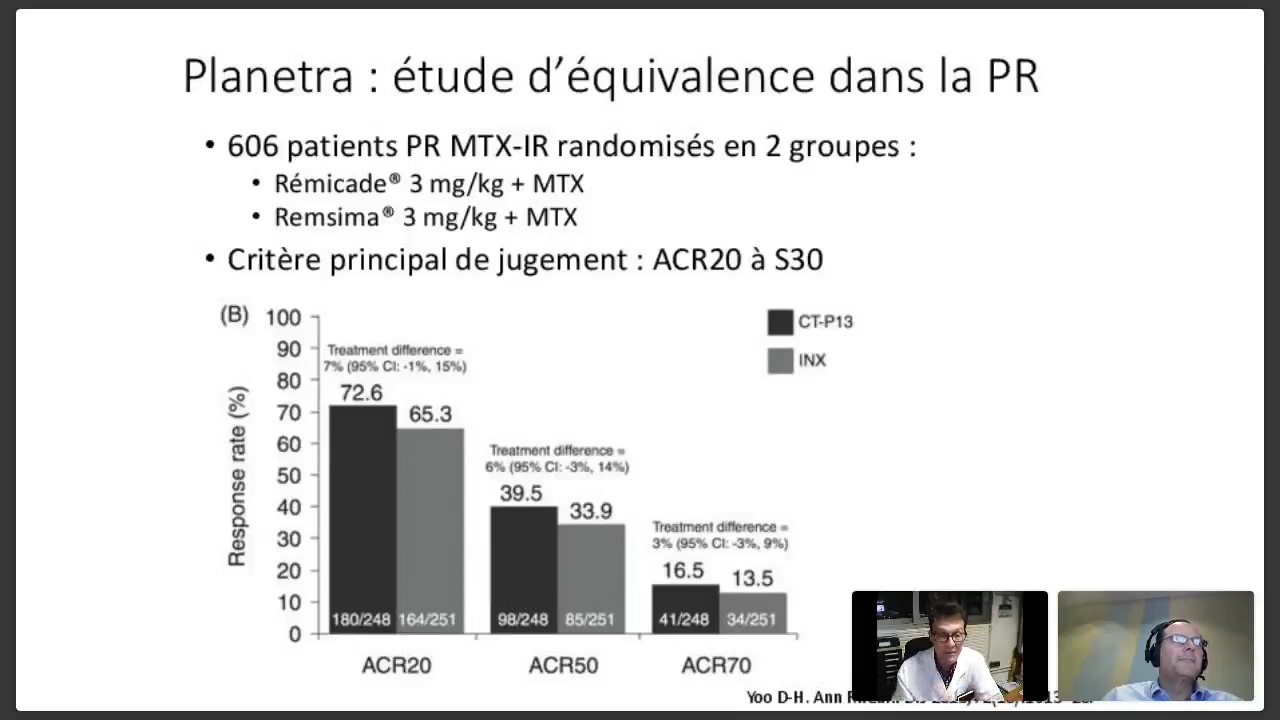 Planetra : étude d’équivalence dans la PR
• 606 patients PR MTX-IR randomisés en 2 groupes :
• Rémicade® 3 mg/kg + MTX
• Remsima® 3 mg/kg + MTX
• Critère principal de jugement : ACR20 à S30
(B)
Response rate (%)
100
90
80
70
60
50
40
30
20
10
0
CT-P13
INX
Treatment difference =
7% (95% CI: -1%, 15%)
72.6
65.3
180/248
164/251
ACR20
Treatment difference =
6% (95% CI: -3%, 14%)
39.5
33.9
98/248
85/251
ACR50
Treatment difference =
3% (95% CI: -3%, 9%)
16.5
13.5
41/248
34/251
ACR70
Yoo D-H. Ann